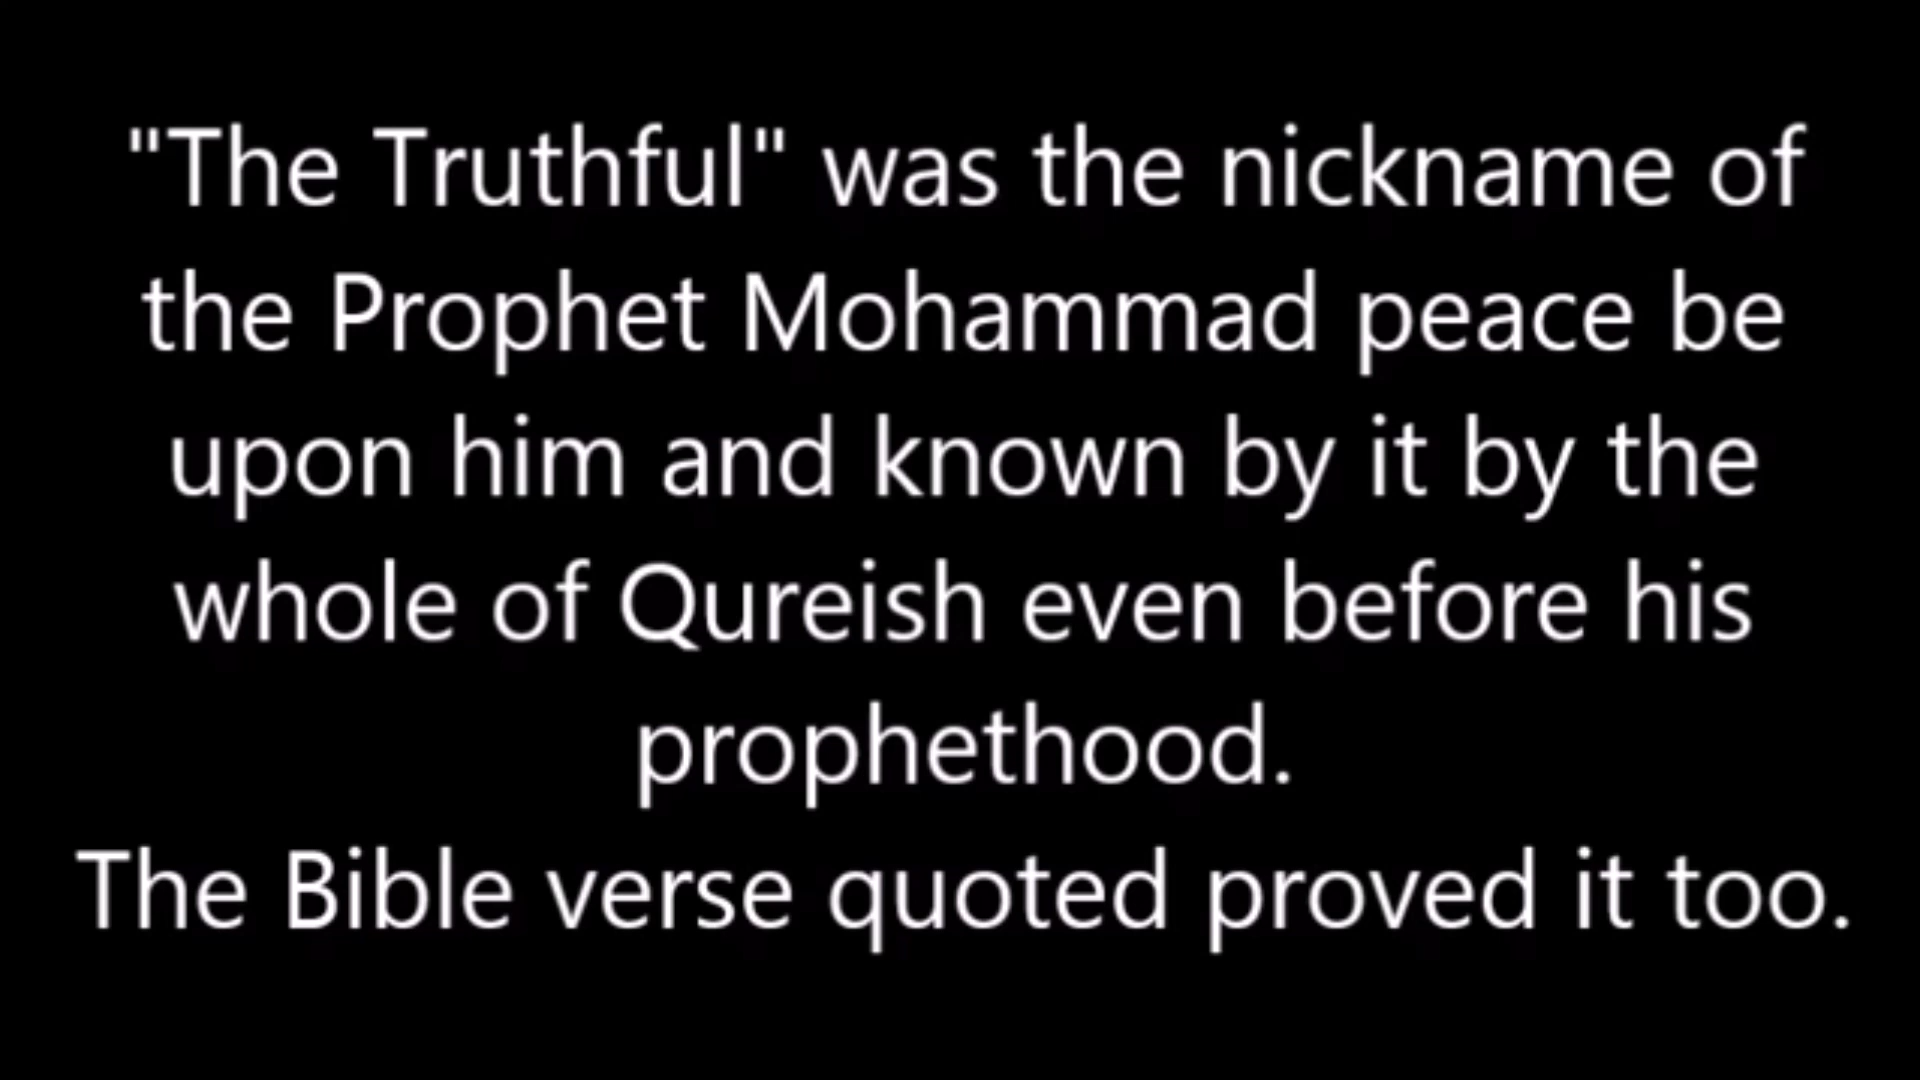 "The Truthful" was the nickname of
the Prophet Mohammad peace be
upon him and known by it by the
whole of Qureish even before his
prophethood.
The Bible verse quoted proved it too.